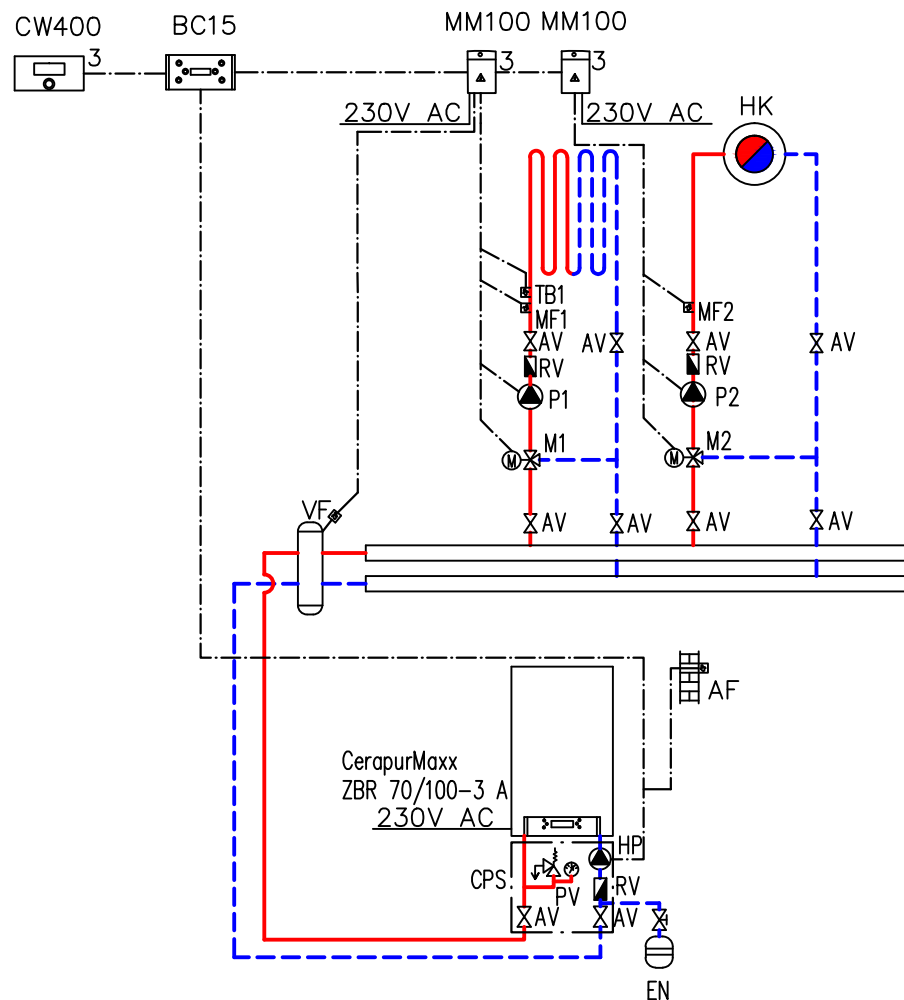 CW400 BC15 MM100 MM100
3 3 3
230V AC 230V AC HK
TB1
MF1 MF2
AV AV AV AV
RV RV
P1 P2
M1 M2
M M
VF AV AV AV AV
AF
CerapurMaxx
ZBR 70/100-3 A
230V AC
HP
CPS PV RV
AV AV
EN